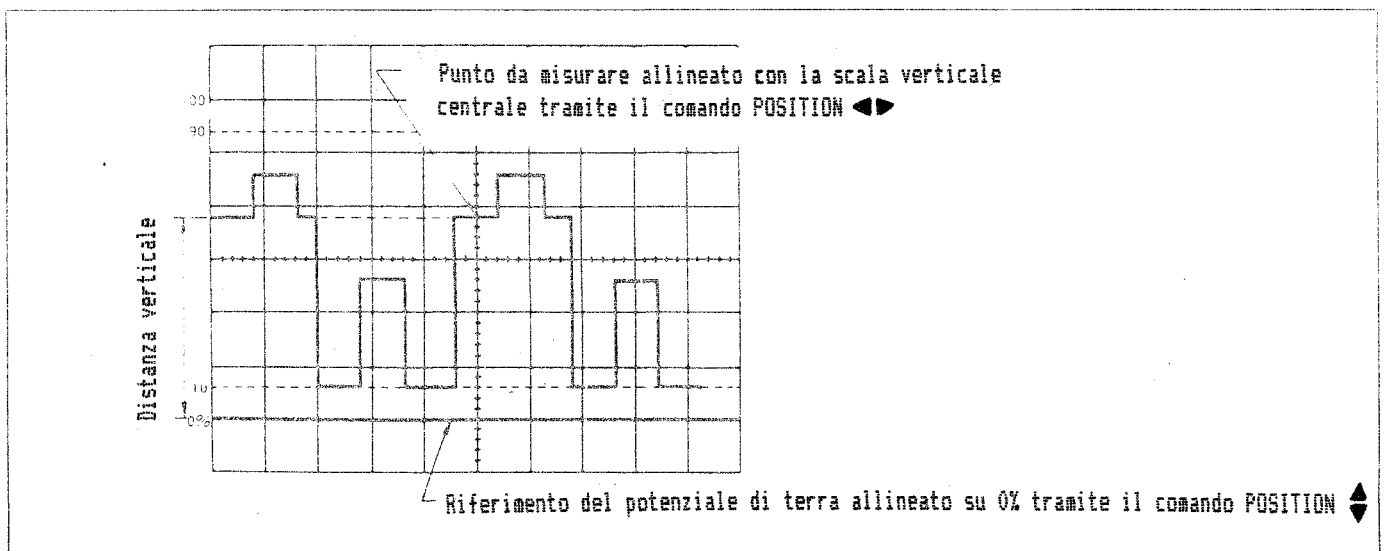 Punto da misurare allineato con la scala verticale
centrale tramite il comando POSITION ◀▶
00
90
Distanza verticale
10
0%
Riferimento del potenziale di terra allineato su 0% tramite il comando POSITION ▲▼